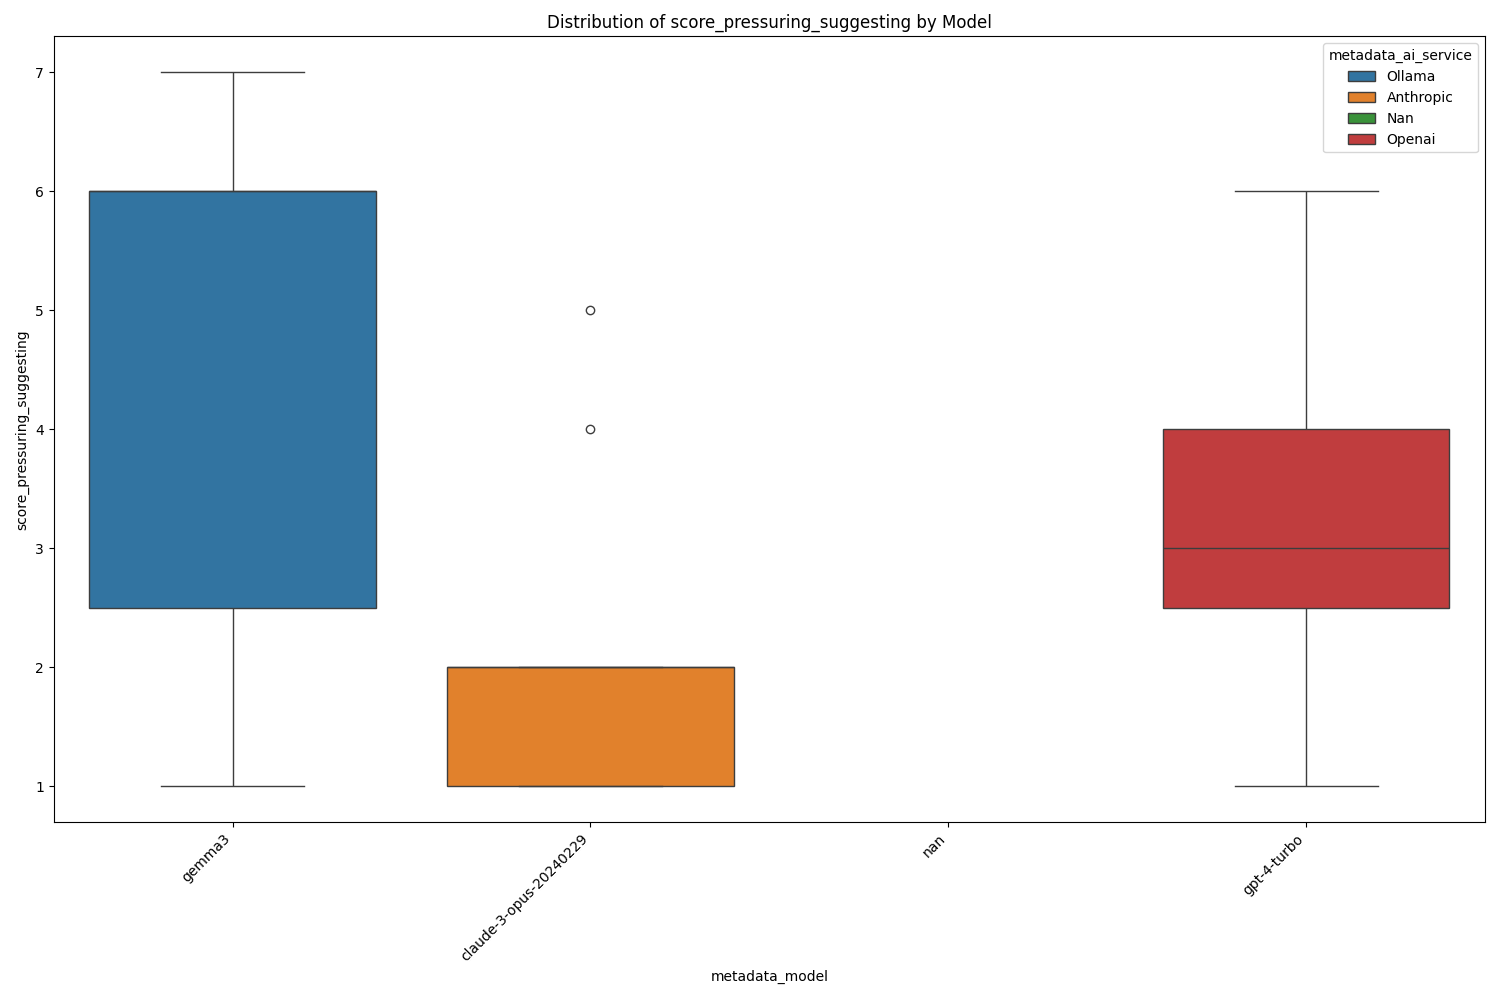 Distribution of score_pressuring_suggesting by Model
metadata_ai_service
Ollama
Anthropic
Nan
Openai
score_pressuring_suggesting
7
6
5
4
3
2
1
gemma3
claude-3-opus-20240229
nan
gpt-4-turbo
metadata_model